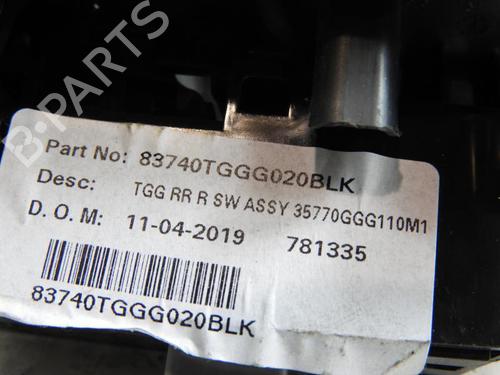 B-PARTS
Part No: 83740TGGG020BLK
Desc: TGG RR R SW ASSY 35770GGG110M1
D. O. M: 11-04-2019 781335
83740TGGG020BLK